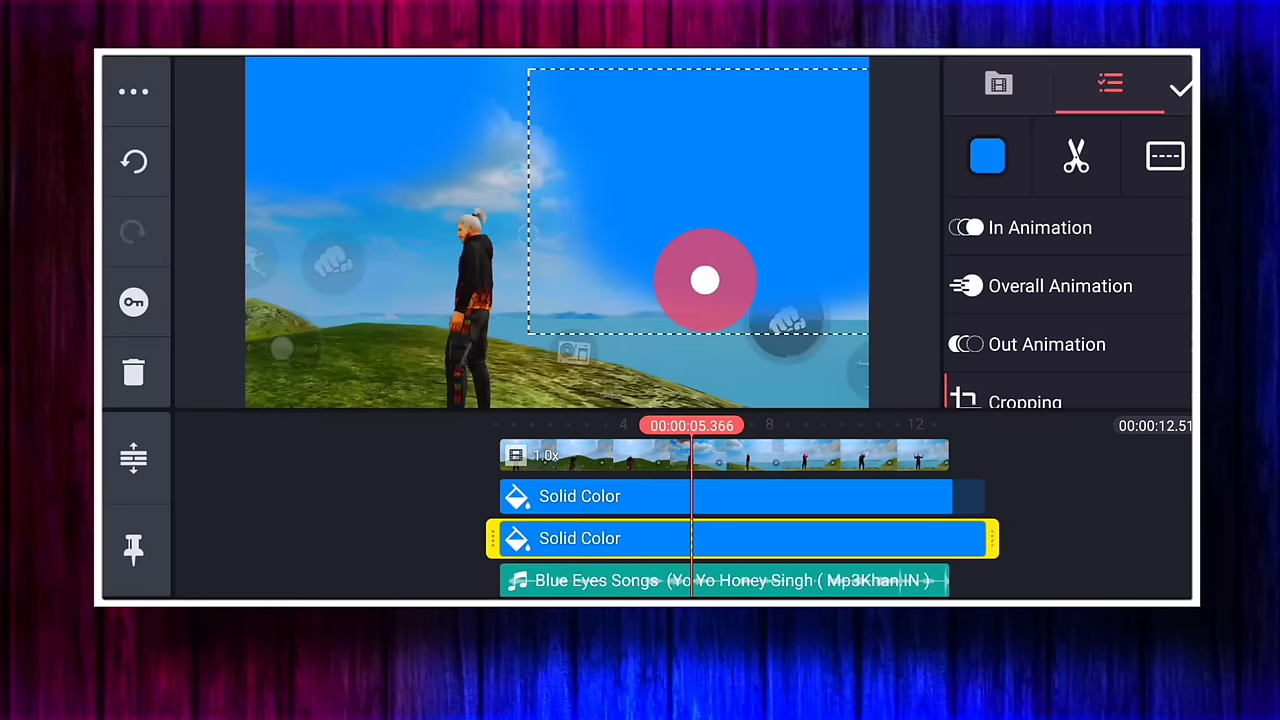 In Animation
Overall Animation
Out Animation
Cropping
4
00:00:05.366
8
12
00:00:12.51
1.0x
Solid Color
Solid Color
Blue Eyes Songs (Yo Yo Honey Singh ( Mp3Khan.IN )